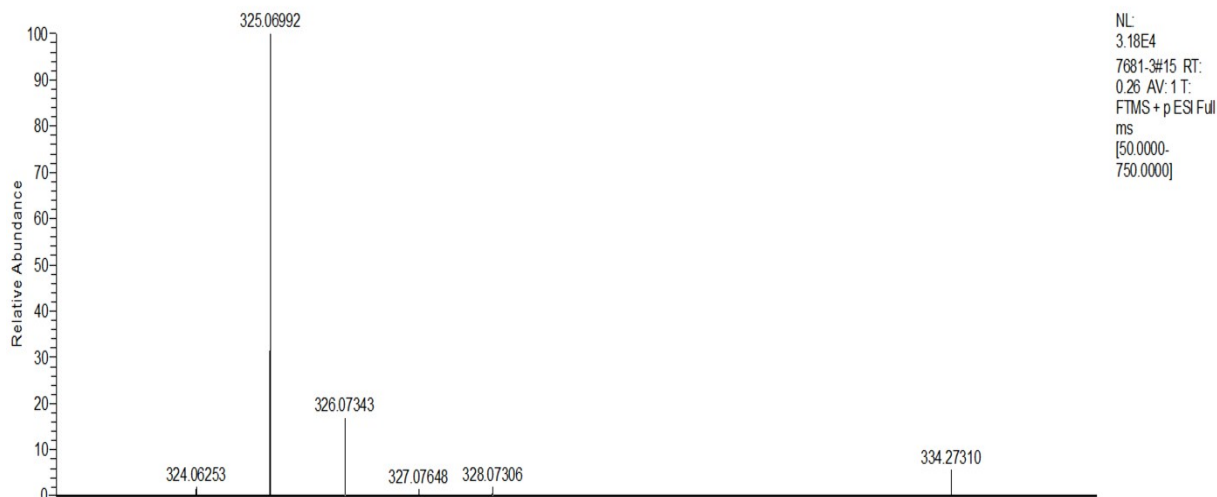 325.06992
100
90
80
70
60
50
40
30
20
10
0
Relative Abundance
326.07343
324.06253
327.07648
328.07306
334.27310
NL:
3.18E4
7681-3#15 RT:
0.26 AV: 1 T:
FTMS + p ESI Full
ms
[50.0000-
750.0000]